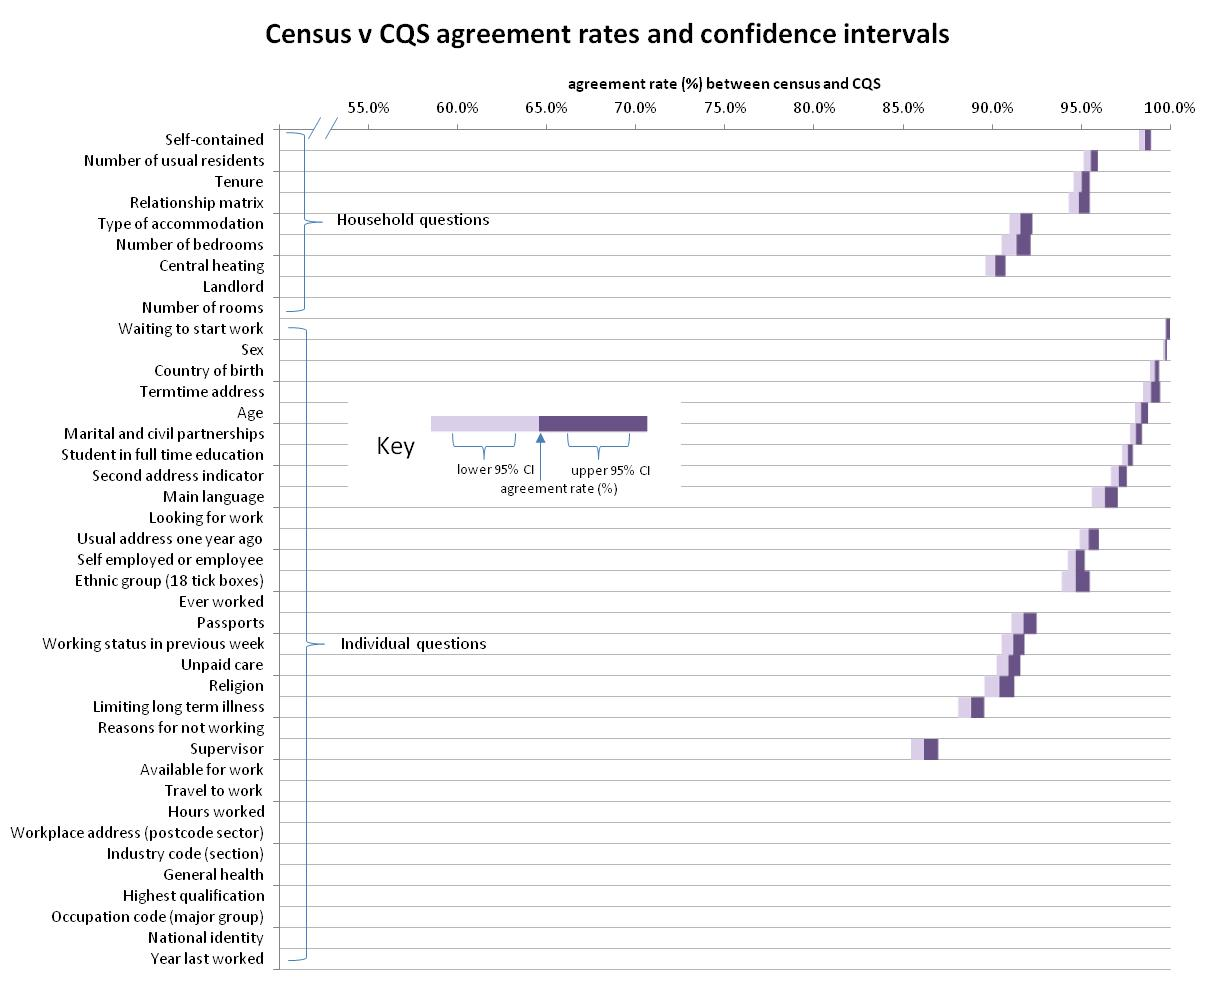 Census v CQS agreement rates and confidence intervals
agreement rate (%) between census and CQS
55.0% 60.0% 65.0% 70.0% 75.0% 80.0% 85.0% 90.0% 95.0% 100.0%
Self-contained
Number of usual residents
Tenure
Relationship matrix
Type of accommodation
Number of bedrooms
Central heating
Landlord
Number of rooms
Household questions
Waiting to start work
Sex
Country of birth
Termtime address
Age
Marital and civil partnerships
Student in full time education
Second address indicator
Main language
Looking for work
Usual address one year ago
Self employed or employee
Ethnic group (18 tick boxes)
Ever worked
Passports
Working status in previous week
Unpaid care
Religion
Limiting long term illness
Reasons for not working
Supervisor
Available for work
Travel to work
Hours worked
Workplace address (postcode sector)
Industry code (section)
General health
Highest qualification
Occupation code (major group)
National identity
Year last worked
Individual questions
Key
lower 95% CI upper 95% CI
agreement rate (%)